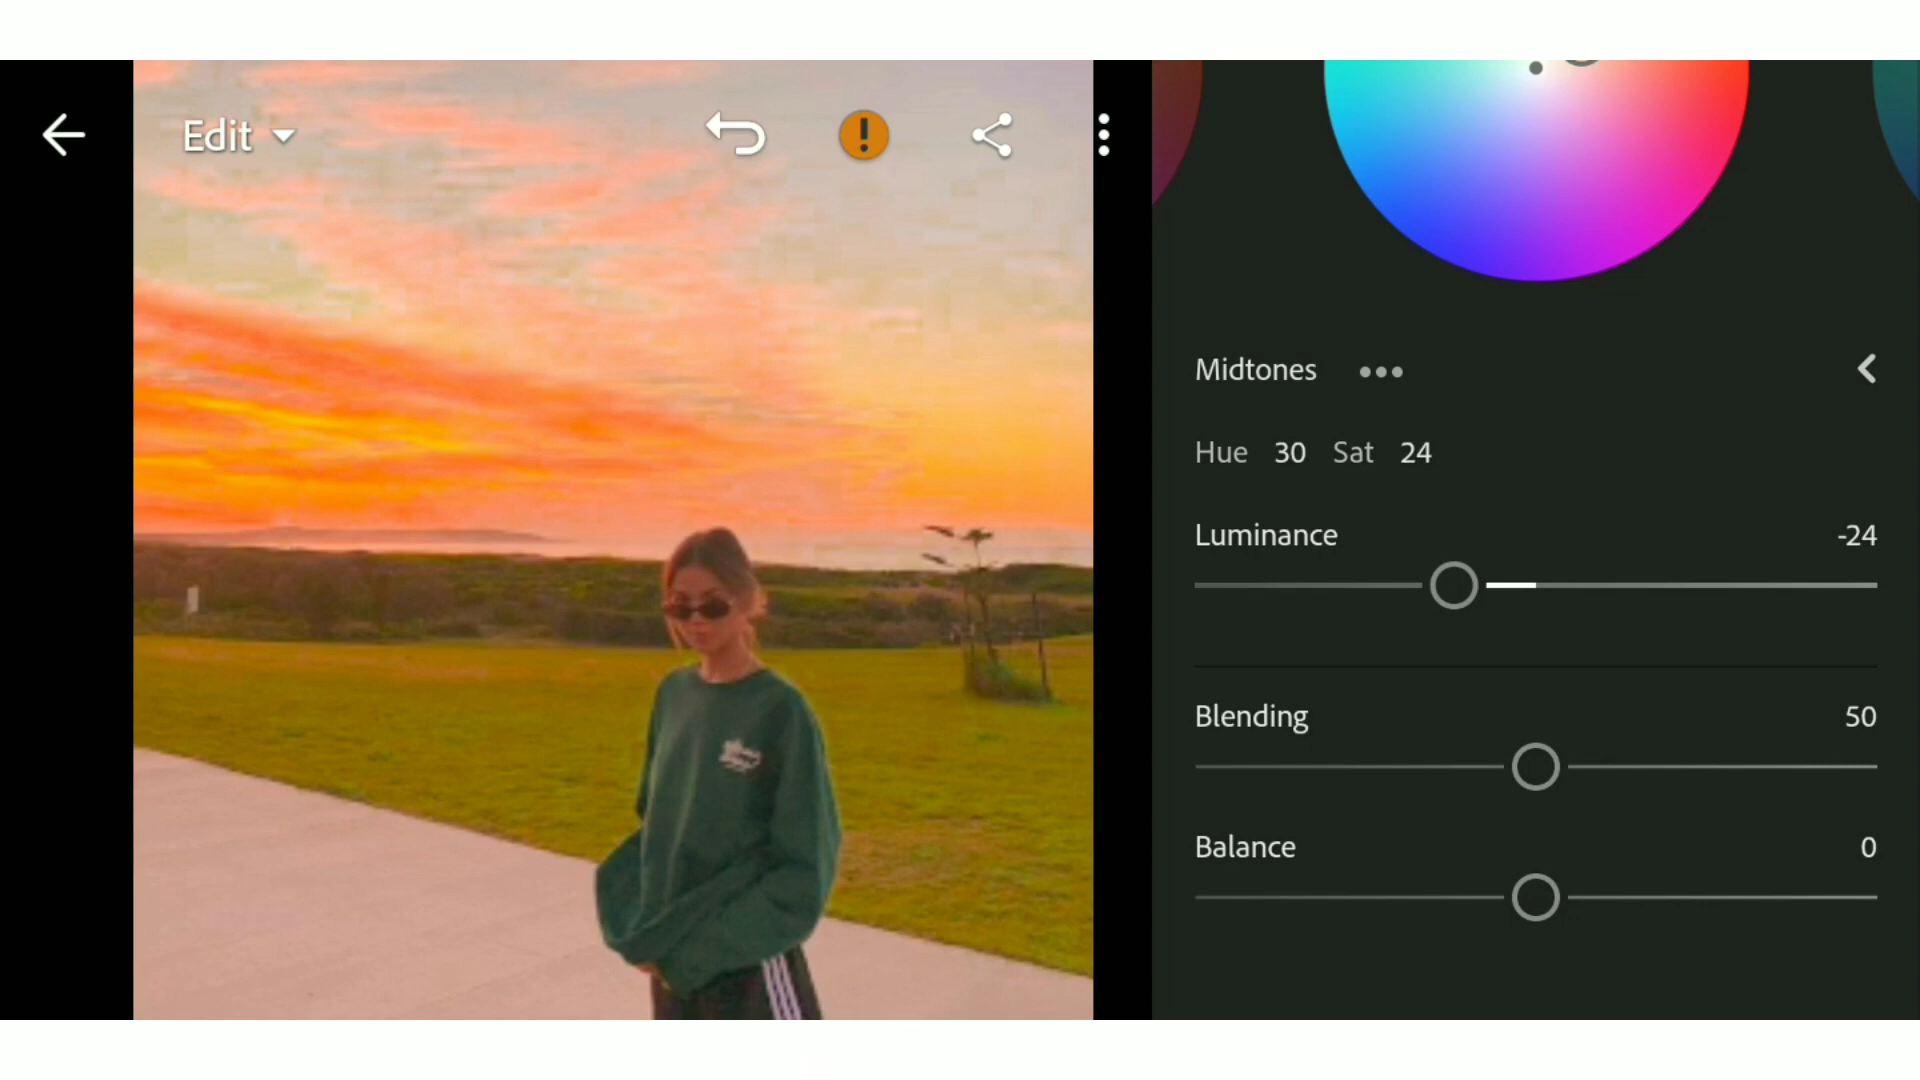 Edit
Midtones
Hue 30 Sat 24
Luminance -24
Blending 50
Balance 0